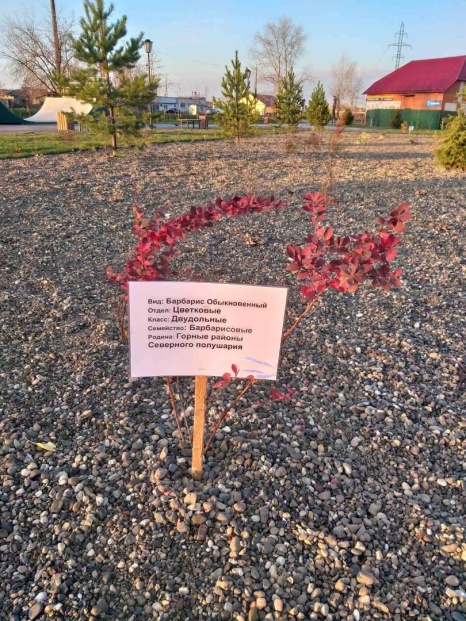 Вид: Барбарис Обыкновенный
Отдел: Цветковые
Класс: Двудольные
Семейство: Барбарисовые
Родина: Горные районы
Северного полушария